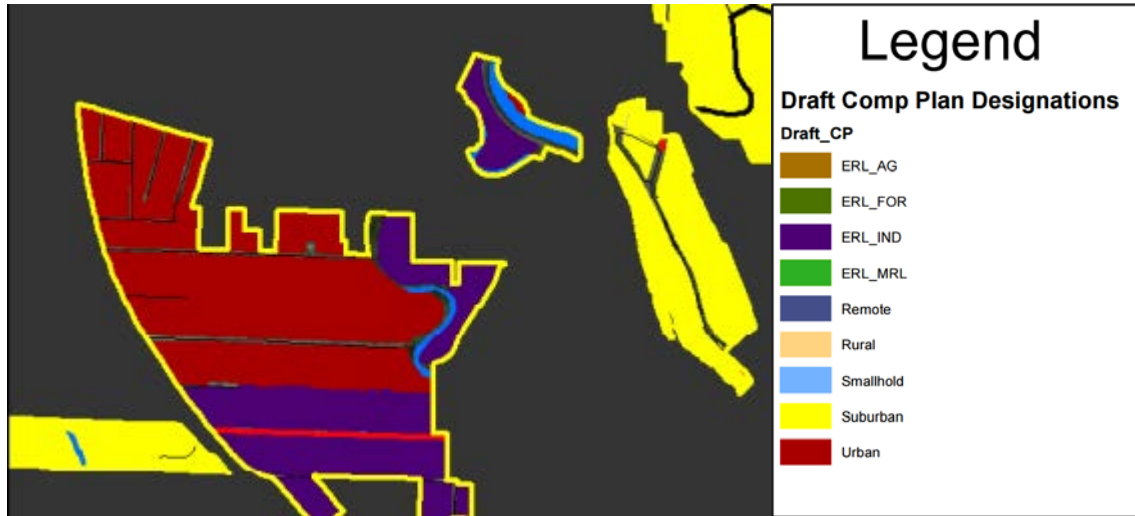 Legend
Draft Comp Plan Designations
Draft_CP
ERL_AG
ERL_FOR
ERL_IND
ERL_MRL
Remote
Rural
Smallhold
Suburban
Urban